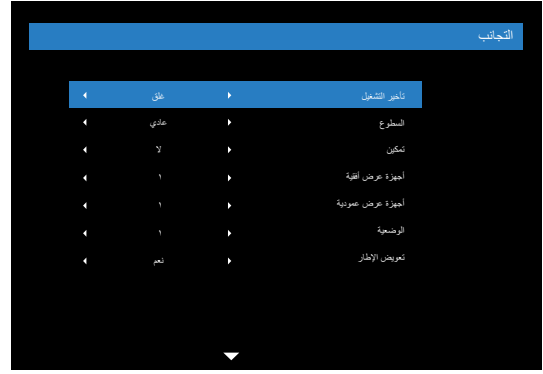 التجانب
تأخير التشغيل غلق
السطوع عادي
تمكين لا
أجهزة عرض أفقية ١
أجهزة عرض عمودية ١
الوضعية ١
تعويض الإطار نعم